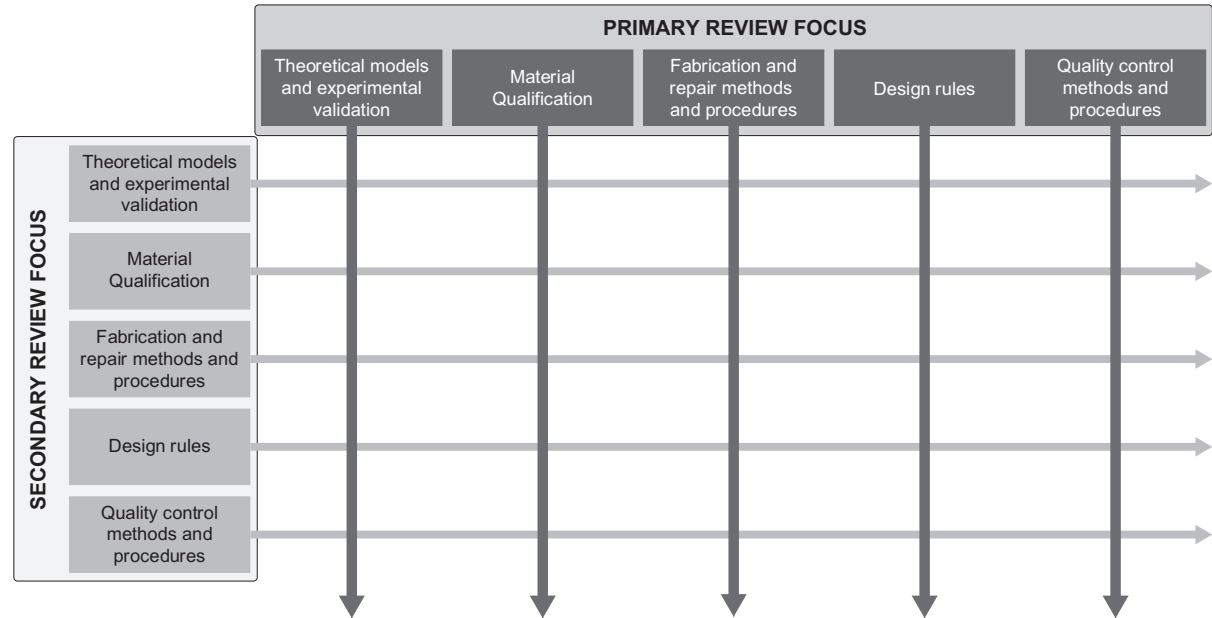 PRIMARY REVIEW FOCUS
Theoretical models
and experimental
validation
Material
Qualification
Fabrication and
repair methods
and procedures
Design rules
Quality control
methods and
procedures
SECONDARY REVIEW FOCUS
Theoretical models
and experimental
validation
Material
Qualification
Fabrication and
repair methods and
procedures
Design rules
Quality control
methods and
procedures